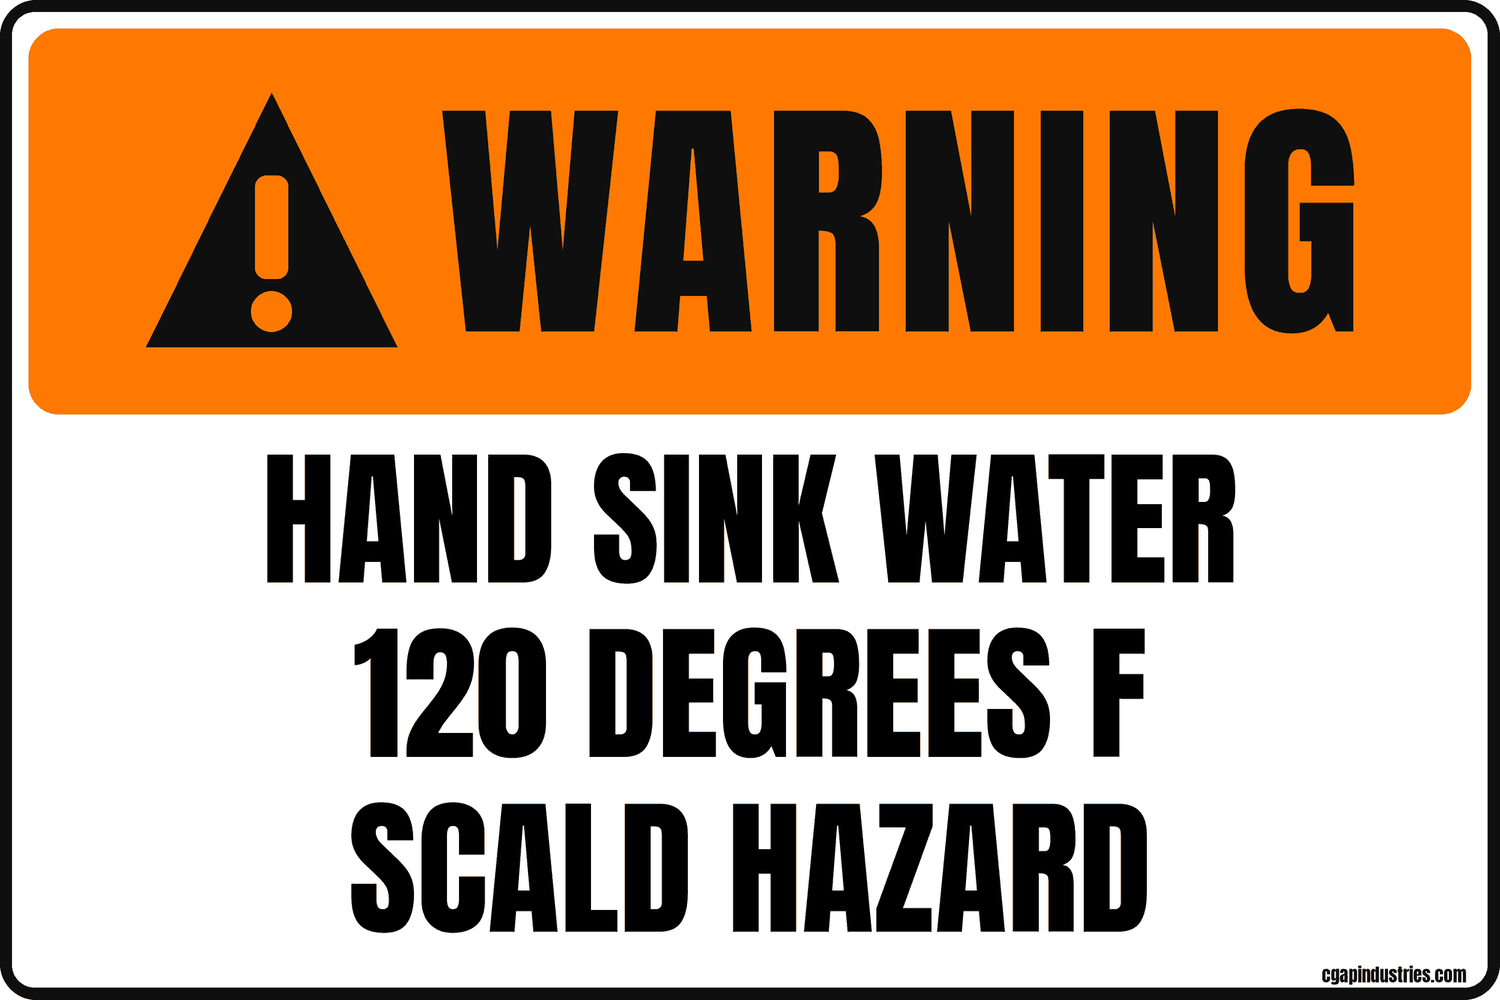 WARNING
HAND SINK WATER
120 DEGREES F
SCALD HAZARD
cgapindustries.com